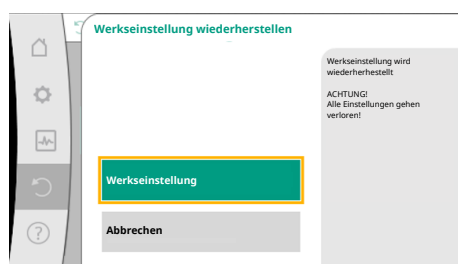 Werkseinstellung wiederherstellen
Werkseinstellung wird
wiederherhestellt
ACHTUNG!
Alle Einstellungen gehen
verloren!
Werkseinstellung
Abbrechen
?